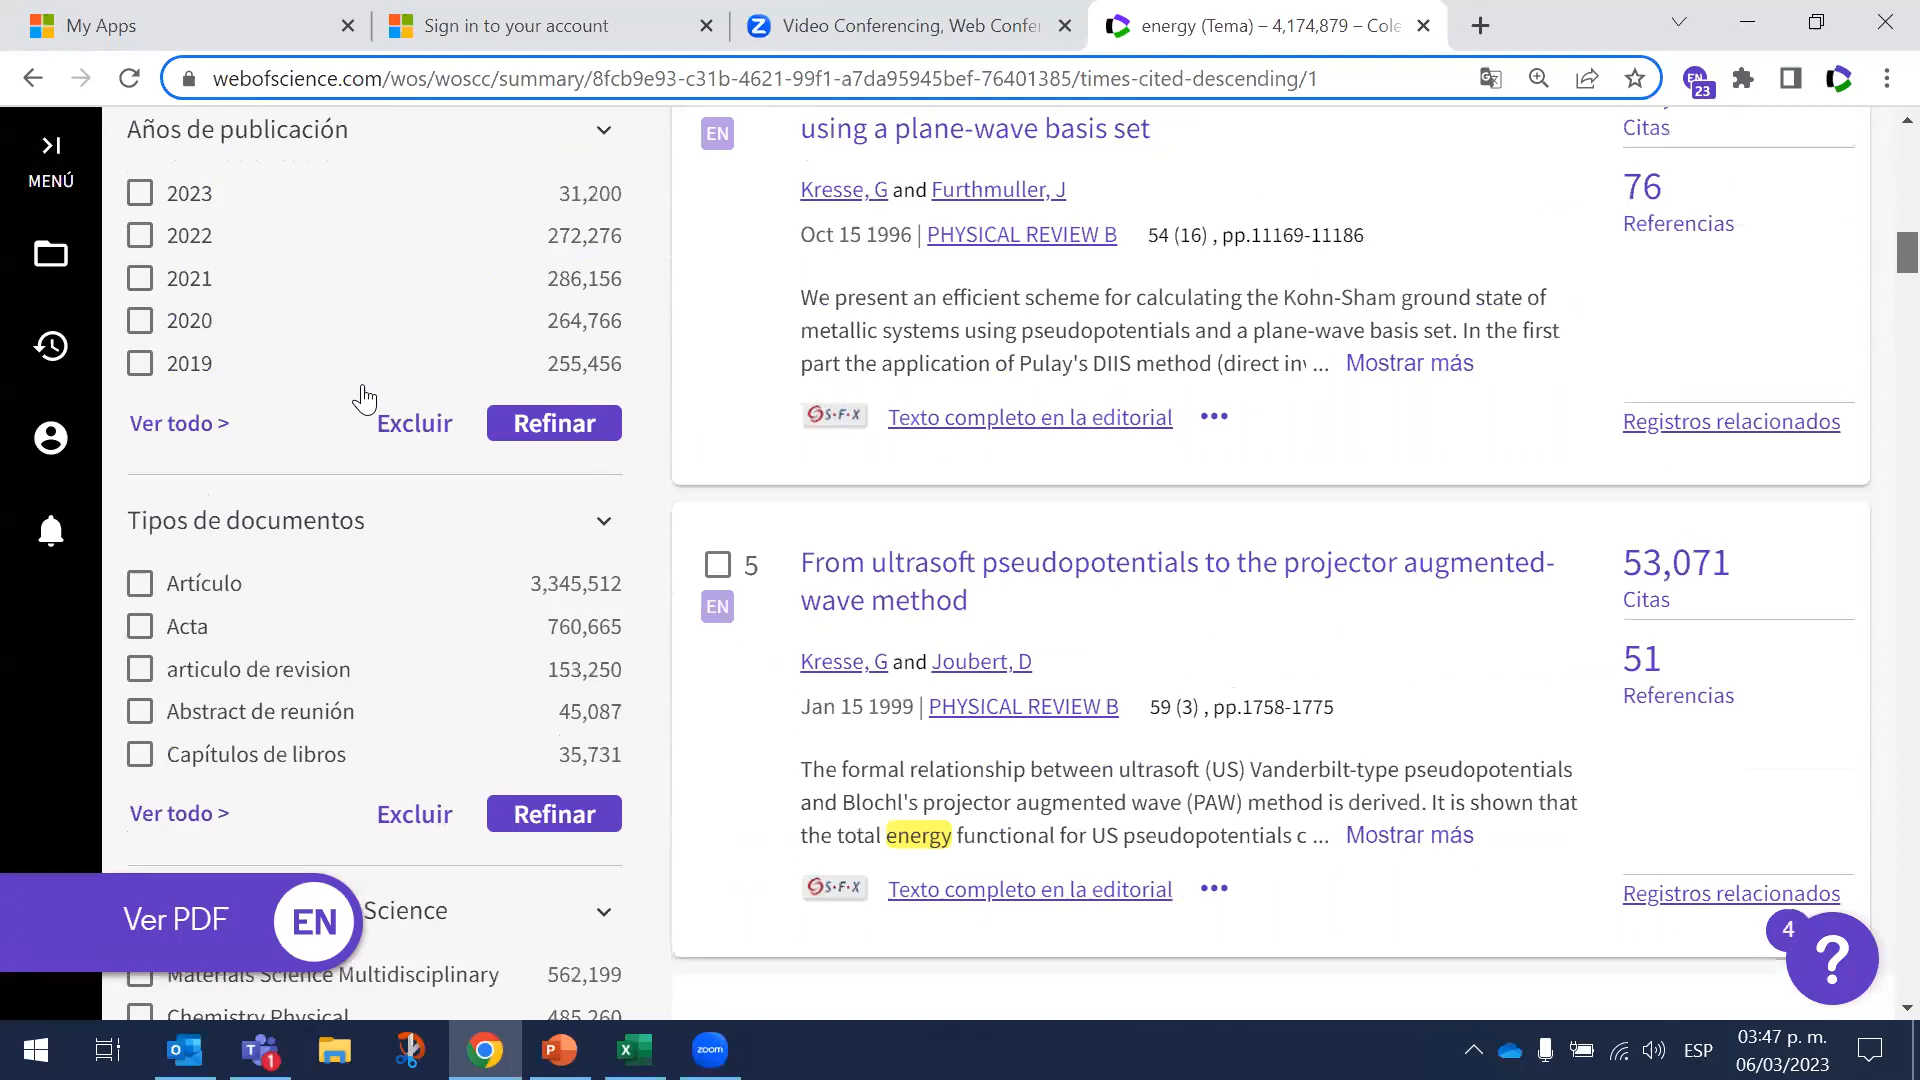 My Apps
Sign in to your account
Video Conferencing, Web Confe
energy (Tema) – 4,174,879 – Cole
webofscience.com/wos/woscc/summary/8fcb9e93-c31b-4621-99f1-a7da95945bef-76401385/times-cited-descending/1
EN
23
MENÚ
Años de publicación
2023 31,200
2022 272,276
2021 286,156
2020 264,766
2019 255,456
Ver todo > Excluir Refinar
Tipos de documentos
Artículo 3,345,512
Acta 760,665
articulo de revision 153,250
Abstract de reunión 45,087
Capítulos de libros 35,731
Ver todo > Excluir Refinar
Science
Materials Science Multidisciplinary 562,199
Chemistry Physical 485,260
Ver PDF EN
EN
using a plane-wave basis set
Kresse, G and Furthmuller, J
Oct 15 1996 | PHYSICAL REVIEW B 54 (16) , pp.11169-11186
We present an efficient scheme for calculating the Kohn-Sham ground state of
metallic systems using pseudopotentials and a plane-wave basis set. In the first
part the application of Pulay's DIIS method (direct inv ... Mostrar más
S·F·X Texto completo en la editorial •••
Citas
76
Referencias
Registros relacionados
5
EN
From ultrasoft pseudopotentials to the projector augmented-
wave method
Kresse, G and Joubert, D
Jan 15 1999 | PHYSICAL REVIEW B 59 (3) , pp.1758-1775
The formal relationship between ultrasoft (US) Vanderbilt-type pseudopotentials
and Blochl's projector augmented wave (PAW) method is derived. It is shown that
the total energy functional for US pseudopotentials c ... Mostrar más
S·F·X Texto completo en la editorial •••
53,071
Citas
51
Referencias
Registros relacionados
4
?
1
zoom
ESP
03:47 p. m.
06/03/2023